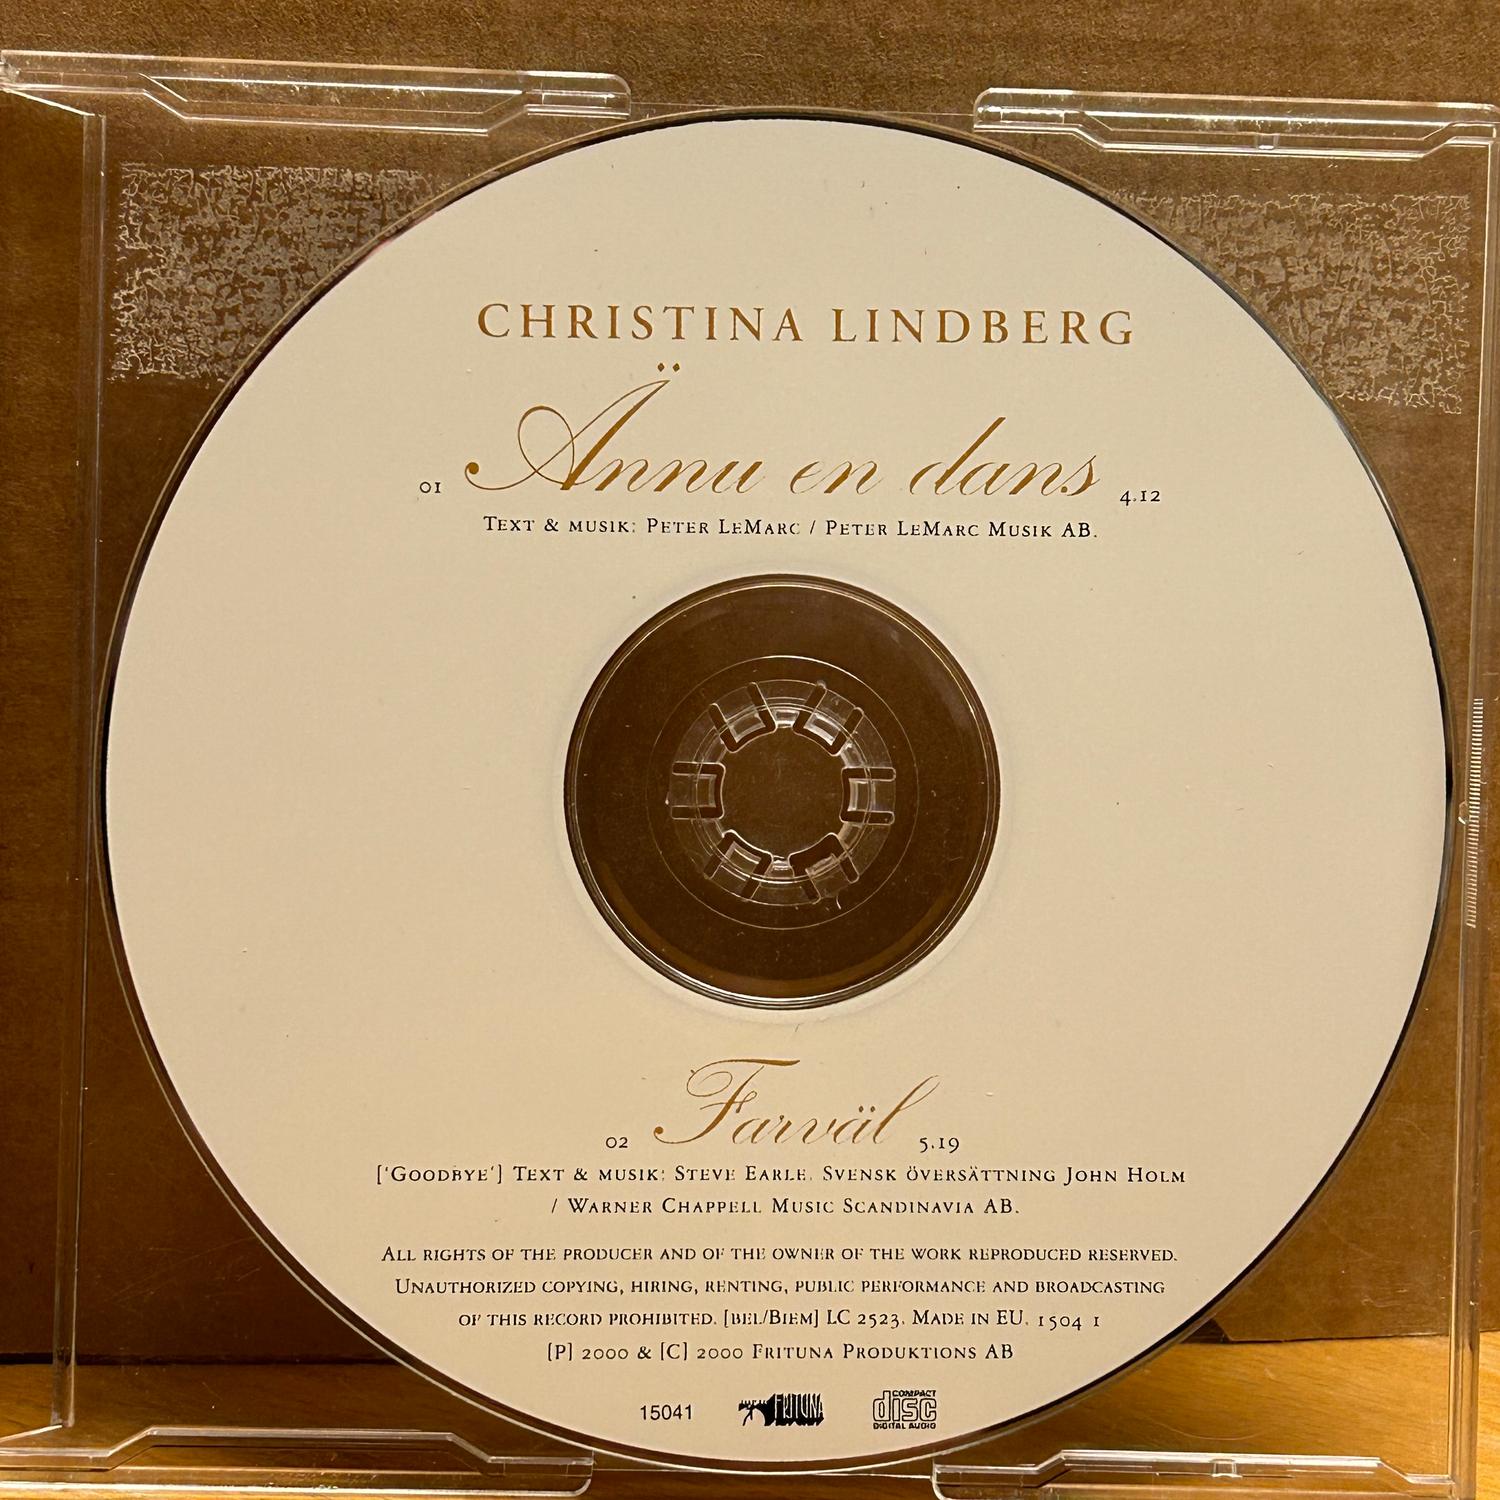 CHRISTINA LINDBERG
01 Ännu en dans 4.12
TEXT & MUSIK: PETER LEMARC / PETER LEMARC MUSIK AB.
02 Farväl 5.19
['GOODBYE'] TEXT & MUSIK: STEVE EARLE. SVENSK ÖVERSÄTTNING JOHN HOLM
/ WARNER CHAPPELL MUSIC SCANDINAVIA AB.
ALL RIGHTS OF THE PRODUCER AND OF THE OWNER OF THE WORK REPRODUCED RESERVED.
UNAUTHORIZED COPYING, HIRING, RENTING, PUBLIC PERFORMANCE AND BROADCASTING
OF THIS RECORD PROHIBITED. [BEL/BIEM] LC 2523. MADE IN EU. 1504 1
[P] 2000 & [C] 2000 FRITUNA PRODUKTIONS AB
15041 FRITUNA COMPACT disc DIGITAL AUDIO